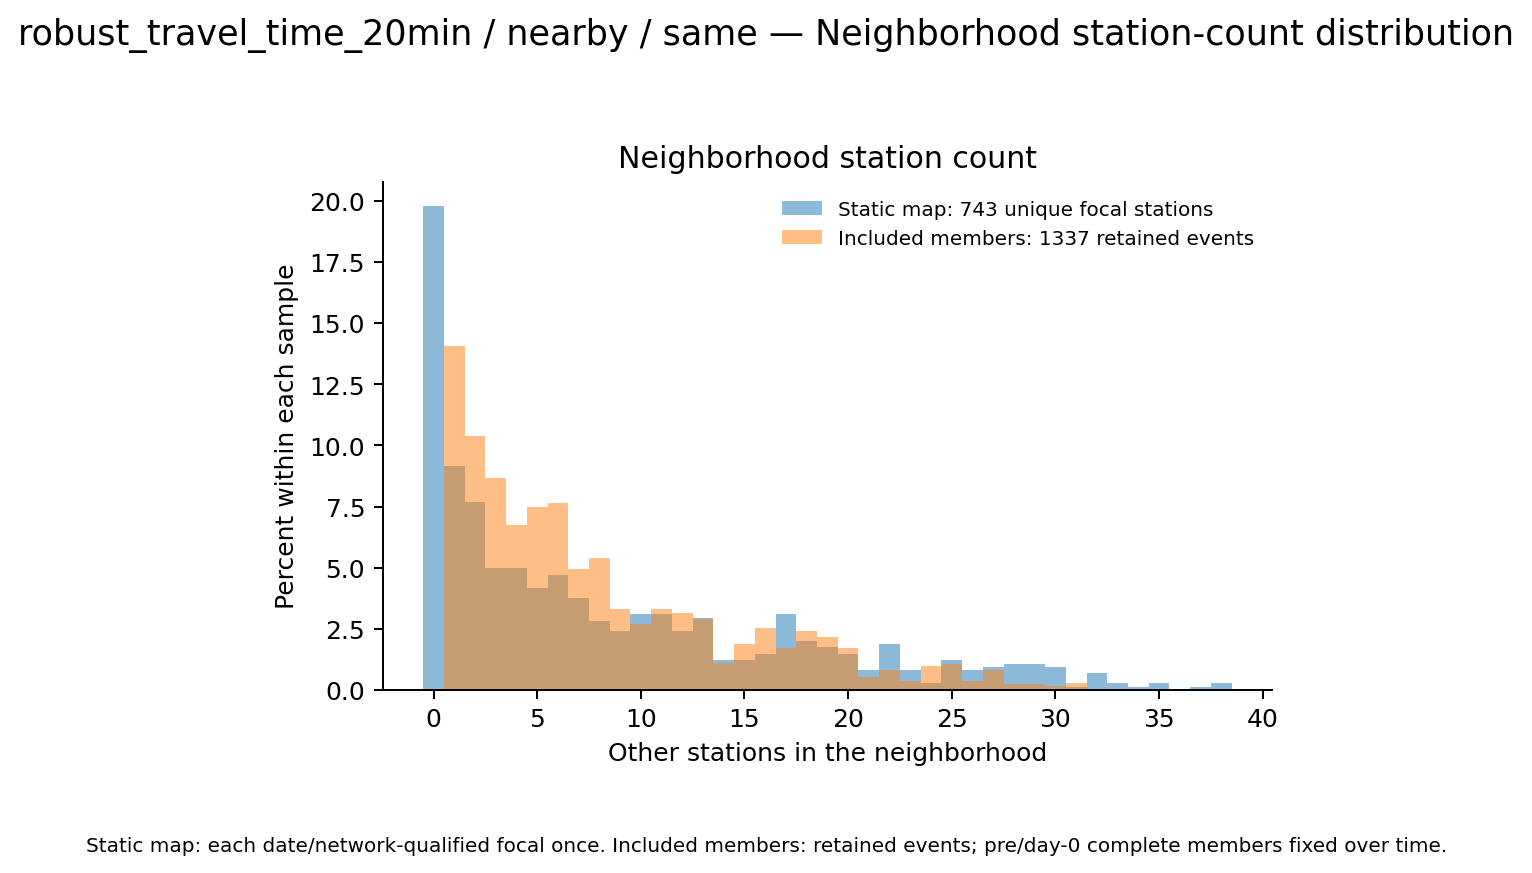 robust_travel_time_20min / nearby / same — Neighborhood station-count distribution
Neighborhood station count
Static map: 743 unique focal stations
Included members: 1337 retained events
Percent within each sample
20.0
17.5
15.0
12.5
10.0
7.5
5.0
2.5
0.0
0 5 10 15 20 25 30 35 40
Other stations in the neighborhood
Static map: each date/network-qualified focal once. Included members: retained events; pre/day-0 complete members fixed over time.